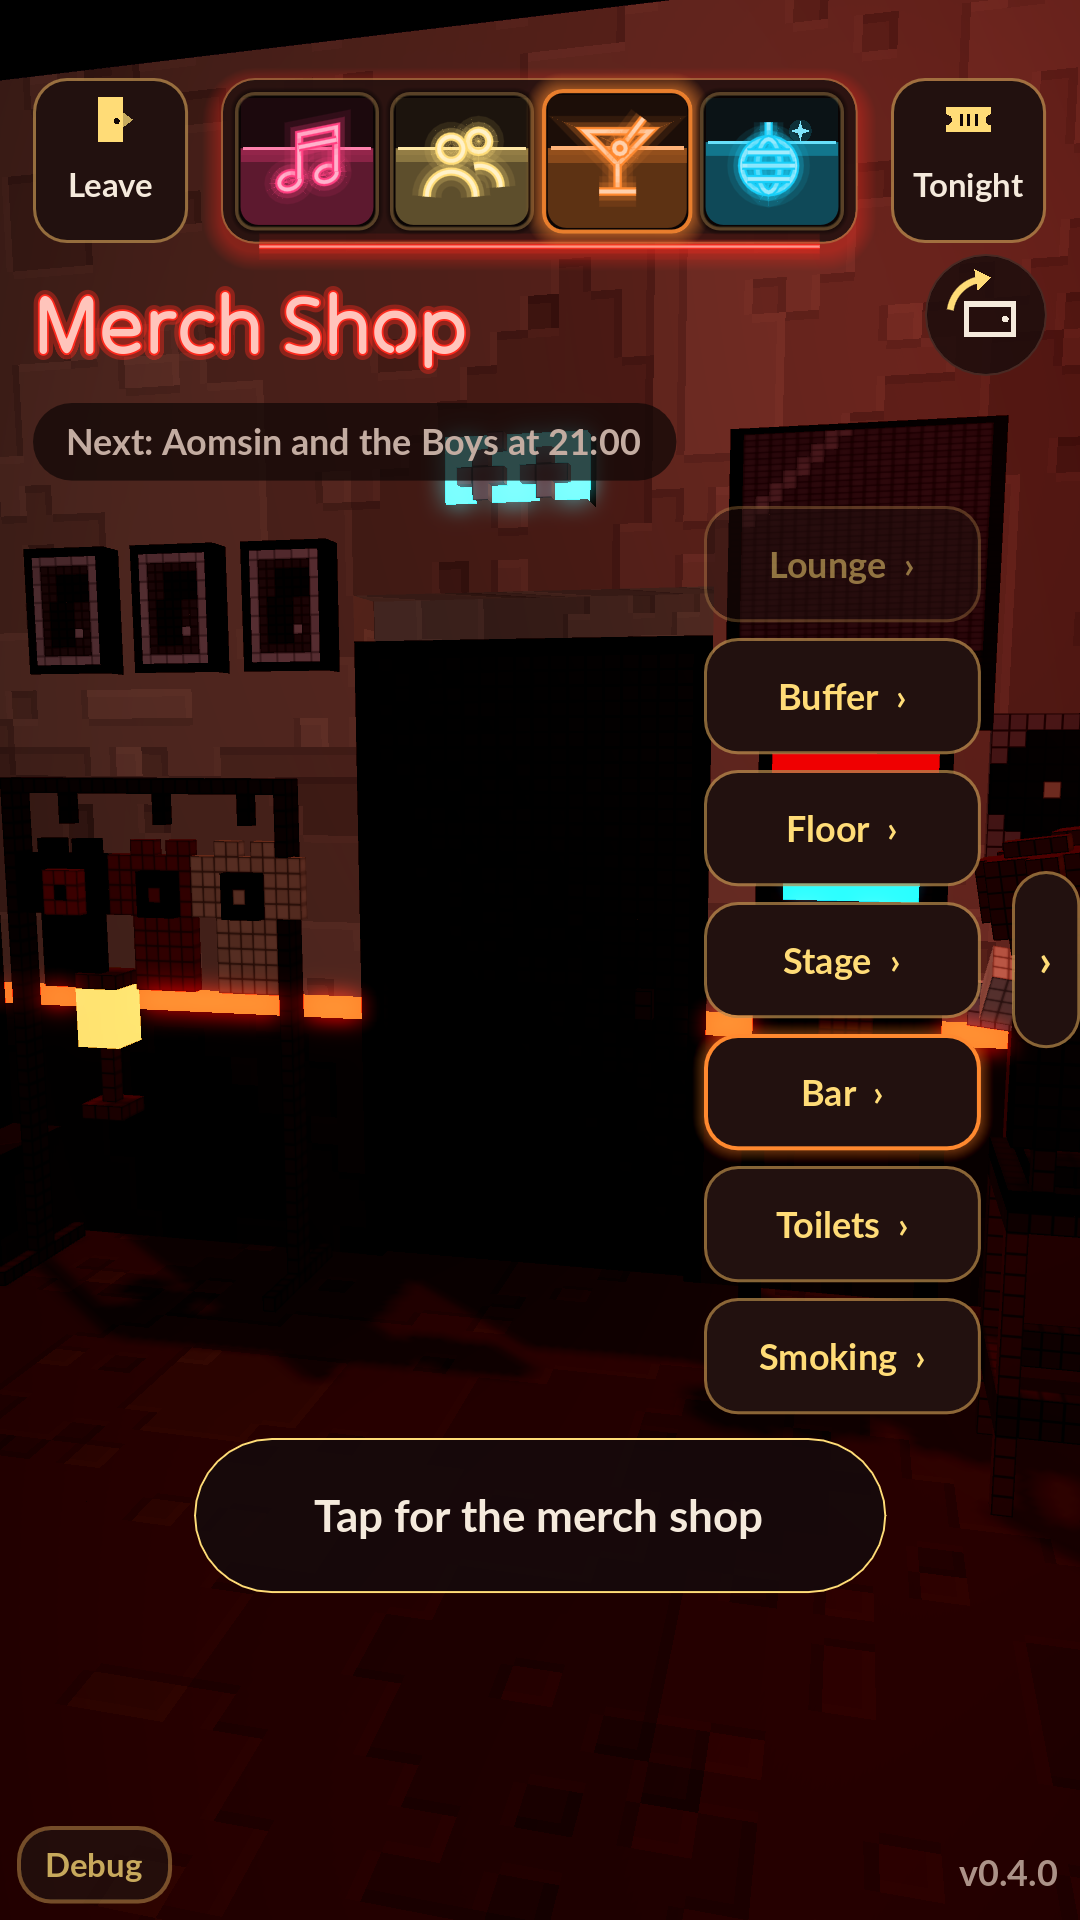 Leave
Tonight
Merch Shop
Next: Aomsin and the Boys at 21:00
Lounge ›
Buffer ›
Floor ›
Stage ›
›
Bar ›
Toilets ›
Smoking ›
Tap for the merch shop
Debug
v0.4.0